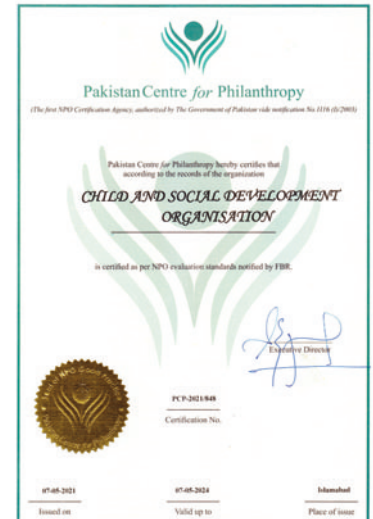 Pakistan Centre for Philanthropy
(The first NPO Certification Agency, authorized by The Government of Pakistan vide notification No 1116 (I)/2003)
Pakistan Centre for Philanthropy hereby certifies that
according to the records of the organization
CHILD AND SOCIAL DEVELOPMENT
ORGANISATION
is certified as per NPO evaluation standards notified by FBR.
Executive Director
PCP-2021/848
Certification No.
07-05-2021
07-05-2024
Islamabad
Issued on
Valid up to
Place of issue